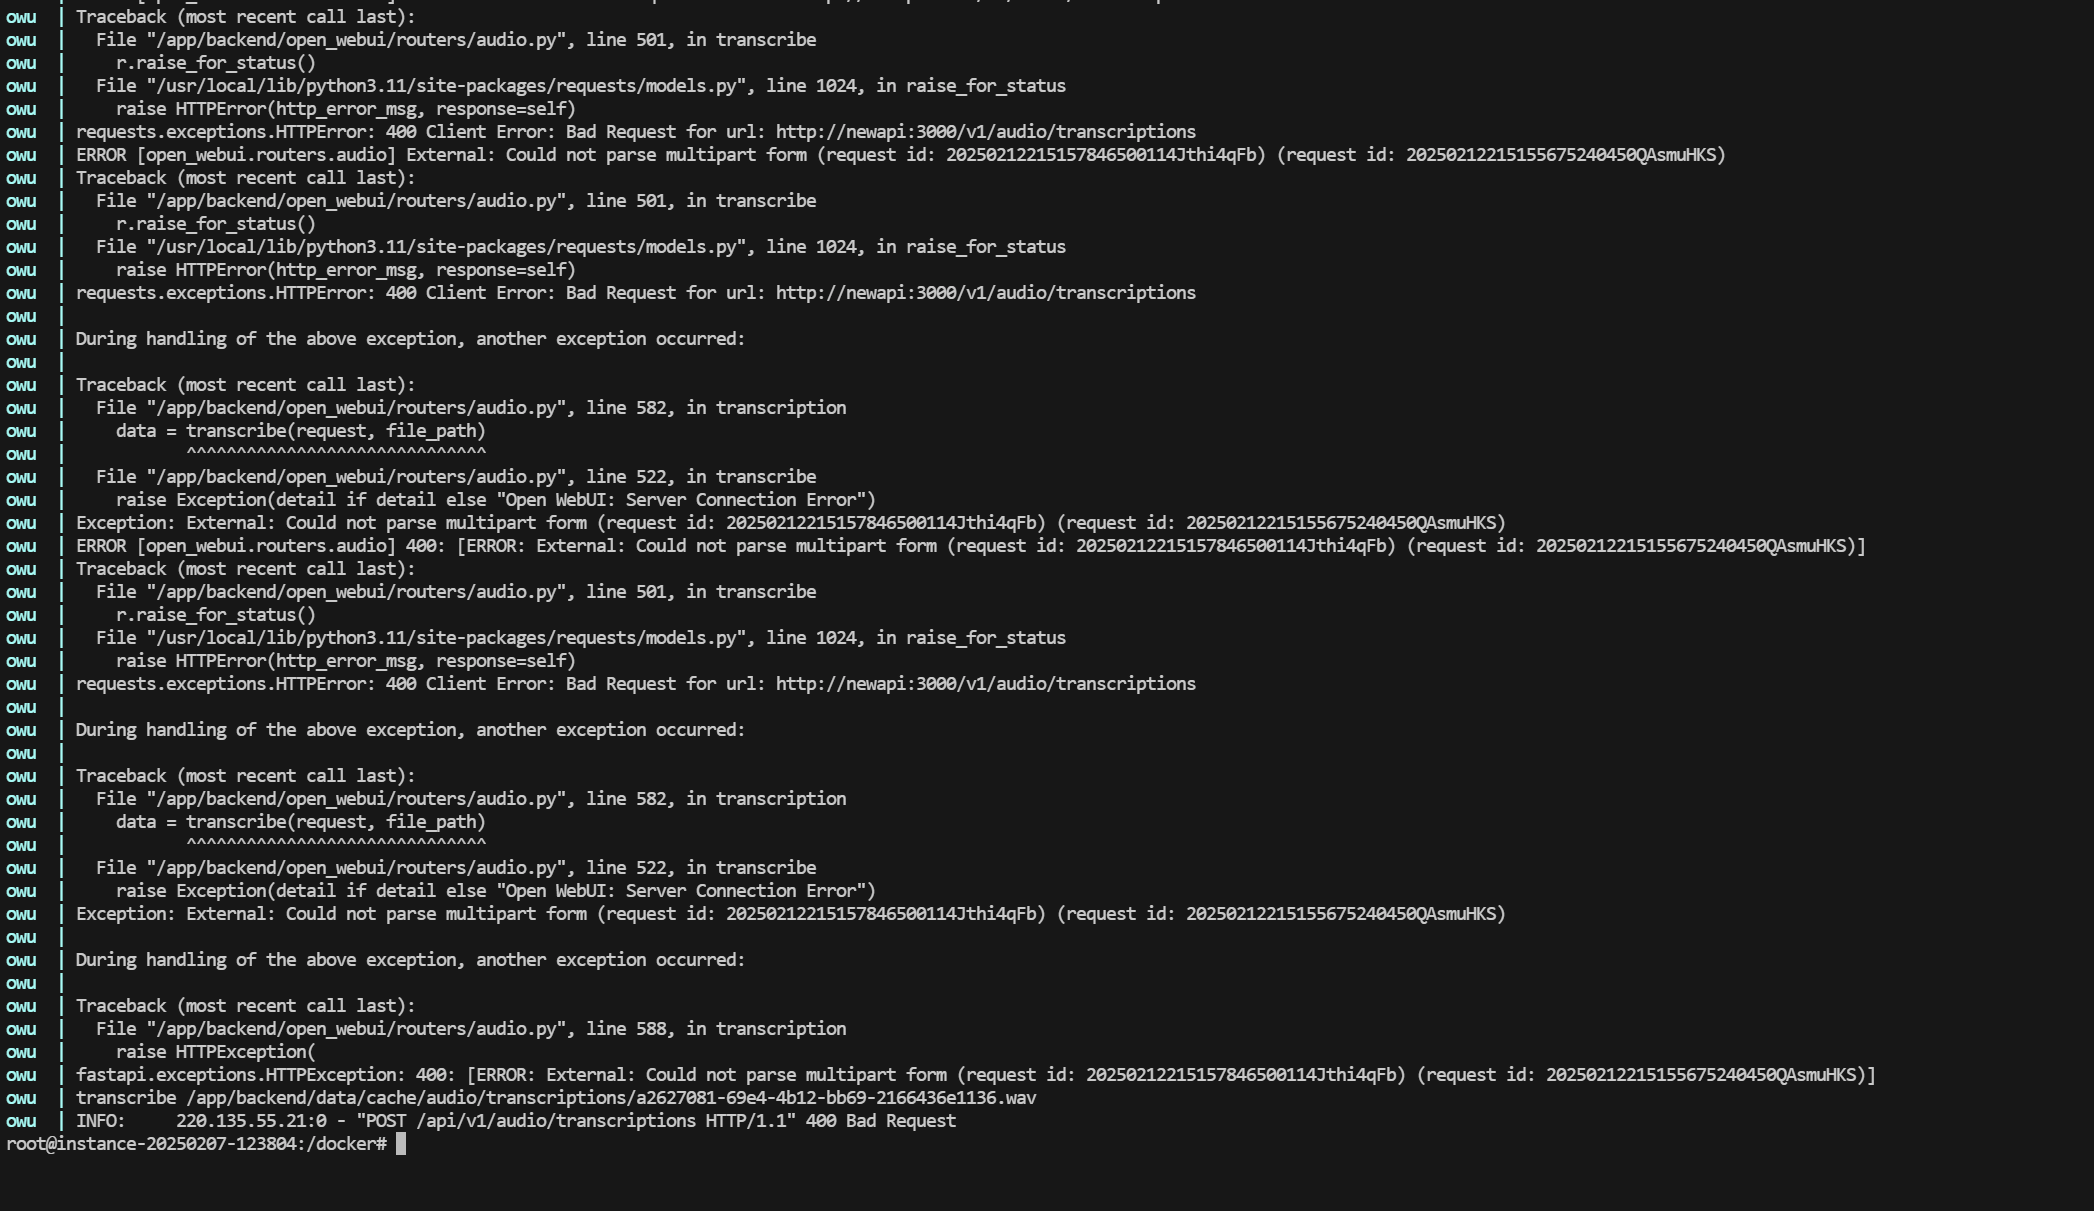 owu  | Traceback (most recent call last):
owu  |   File "/app/backend/open_webui/routers/audio.py", line 501, in transcribe
owu  |     r.raise_for_status()
owu  |   File "/usr/local/lib/python3.11/site-packages/requests/models.py", line 1024, in raise_for_status
owu  |     raise HTTPError(http_error_msg, response=self)
owu  | requests.exceptions.HTTPError: 400 Client Error: Bad Request for url: http://newapi:3000/v1/audio/transcriptions
owu  | ERROR [open_webui.routers.audio] External: Could not parse multipart form (request id: 20250212215157846500114Jthi4qFb) (request id: 20250212215155675240450QAsmuHKS)
owu  | Traceback (most recent call last):
owu  |   File "/app/backend/open_webui/routers/audio.py", line 501, in transcribe
owu  |     r.raise_for_status()
owu  |   File "/usr/local/lib/python3.11/site-packages/requests/models.py", line 1024, in raise_for_status
owu  |     raise HTTPError(http_error_msg, response=self)
owu  | requests.exceptions.HTTPError: 400 Client Error: Bad Request for url: http://newapi:3000/v1/audio/transcriptions
owu  |
owu  | During handling of the above exception, another exception occurred:
owu  |
owu  | Traceback (most recent call last):
owu  |   File "/app/backend/open_webui/routers/audio.py", line 582, in transcription
owu  |     data = transcribe(request, file_path)
owu  |            ^^^^^^^^^^^^^^^^^^^^^^^^^^^^^^
owu  |   File "/app/backend/open_webui/routers/audio.py", line 522, in transcribe
owu  |     raise Exception(detail if detail else "Open WebUI: Server Connection Error")
owu  | Exception: External: Could not parse multipart form (request id: 20250212215157846500114Jthi4qFb) (request id: 20250212215155675240450QAsmuHKS)
owu  | ERROR [open_webui.routers.audio] 400: [ERROR: External: Could not parse multipart form (request id: 20250212215157846500114Jthi4qFb) (request id: 20250212215155675240450QAsmuHKS)]
owu  | Traceback (most recent call last):
owu  |   File "/app/backend/open_webui/routers/audio.py", line 501, in transcribe
owu  |     r.raise_for_status()
owu  |   File "/usr/local/lib/python3.11/site-packages/requests/models.py", line 1024, in raise_for_status
owu  |     raise HTTPError(http_error_msg, response=self)
owu  | requests.exceptions.HTTPError: 400 Client Error: Bad Request for url: http://newapi:3000/v1/audio/transcriptions
owu  |
owu  | During handling of the above exception, another exception occurred:
owu  |
owu  | Traceback (most recent call last):
owu  |   File "/app/backend/open_webui/routers/audio.py", line 582, in transcription
owu  |     data = transcribe(request, file_path)
owu  |            ^^^^^^^^^^^^^^^^^^^^^^^^^^^^^^
owu  |   File "/app/backend/open_webui/routers/audio.py", line 522, in transcribe
owu  |     raise Exception(detail if detail else "Open WebUI: Server Connection Error")
owu  | Exception: External: Could not parse multipart form (request id: 20250212215157846500114Jthi4qFb) (request id: 20250212215155675240450QAsmuHKS)
owu  |
owu  | During handling of the above exception, another exception occurred:
owu  |
owu  | Traceback (most recent call last):
owu  |   File "/app/backend/open_webui/routers/audio.py", line 588, in transcription
owu  |     raise HTTPException(
owu  | fastapi.exceptions.HTTPException: 400: [ERROR: External: Could not parse multipart form (request id: 20250212215157846500114Jthi4qFb) (request id: 20250212215155675240450QAsmuHKS)]
owu  | transcribe /app/backend/data/cache/audio/transcriptions/a2627081-69e4-4b12-bb69-2166436e1136.wav
owu  | INFO:     220.135.55.21:0 - "POST /api/v1/audio/transcriptions HTTP/1.1" 400 Bad Request
root@instance-20250207-123804:/docker#